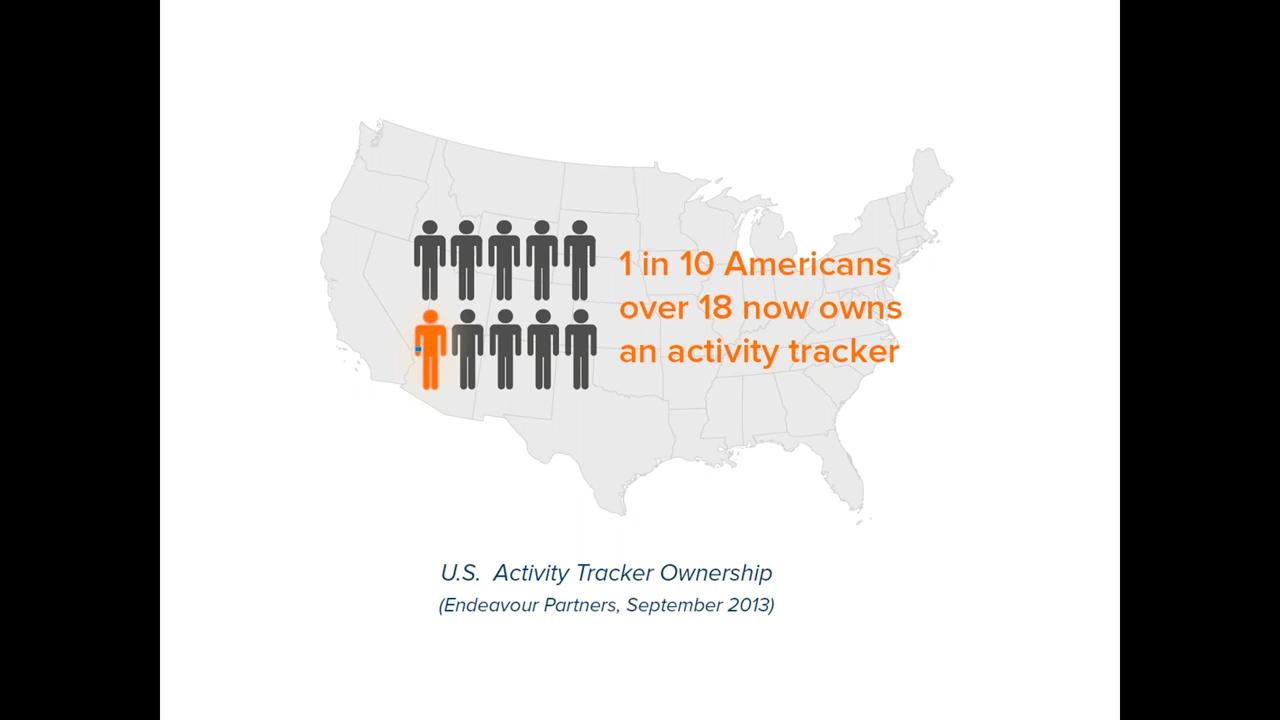 1 in 10 Americans
over 18 now owns
an activity tracker
U.S. Activity Tracker Ownership
(Endeavour Partners, September 2013)